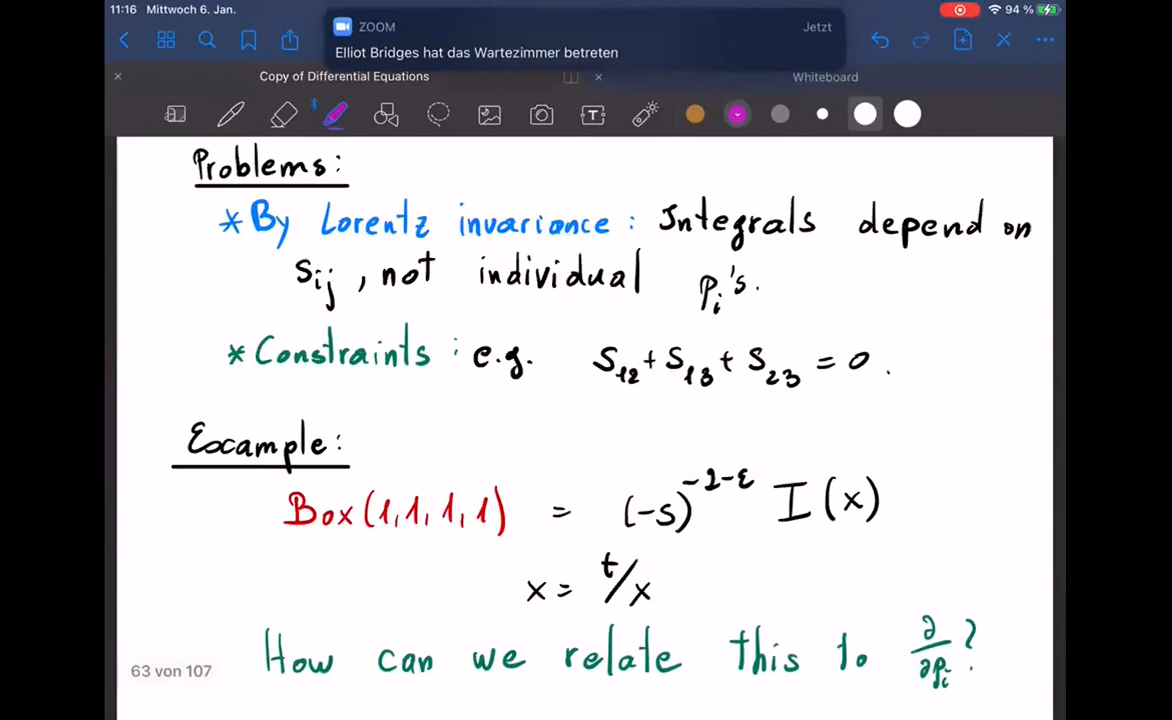 11:16 Mittwoch 6. Jan.
94 %
ZOOM
Jetzt
Elliot Bridges hat das Wartezimmer betreten
Copy of Differential Equations
Whiteboard
Problems:
* By Lorentz invariance: Integrals depend on
Sij, not individual pi's.
* Constraints: e.g. S12 + S13 + S23 = 0.
Example:
Box(1,1,1,1) = (-s)^{-2-ε} I(x)
x = t/x
How can we relate this to ∂/∂pi?
63 von 107